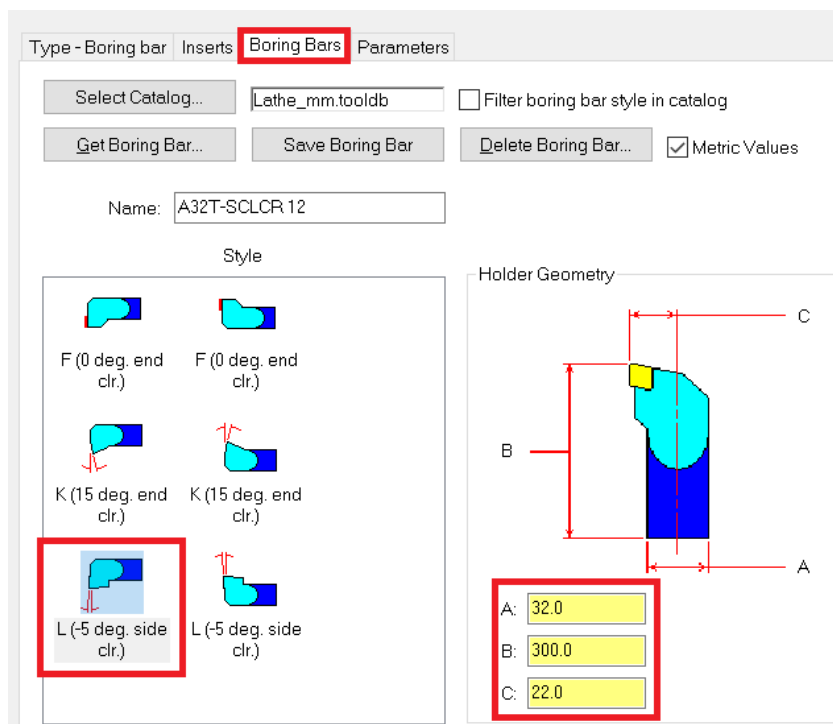 Type - Boring bar Inserts Boring Bars Parameters
Select Catalog... Lathe_mm.tooldb Filter boring bar style in catalog
Get Boring Bar... Save Boring Bar Delete Boring Bar... Metric Values
Name: A32T-SCLCR 12
Style
Holder Geometry
F (0 deg. end
clr.)
F (0 deg. end
clr.)
K (15 deg. end
clr.)
K (15 deg. end
clr.)
L (-5 deg. side
clr.)
L (-5 deg. side
clr.)
C
B
A
A: 32.0
B: 300.0
C: 22.0